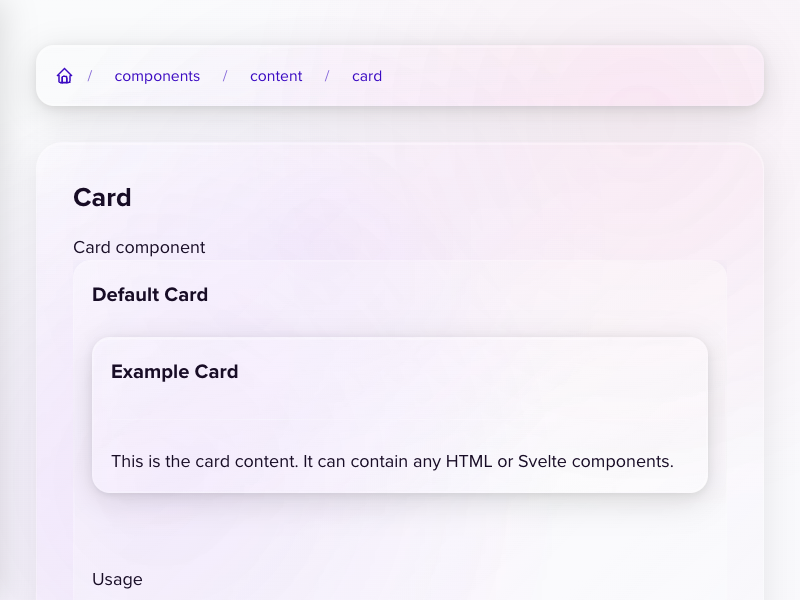 / components / content / card
Card
Card component
Default Card
Example Card
This is the card content. It can contain any HTML or Svelte components.
Usage